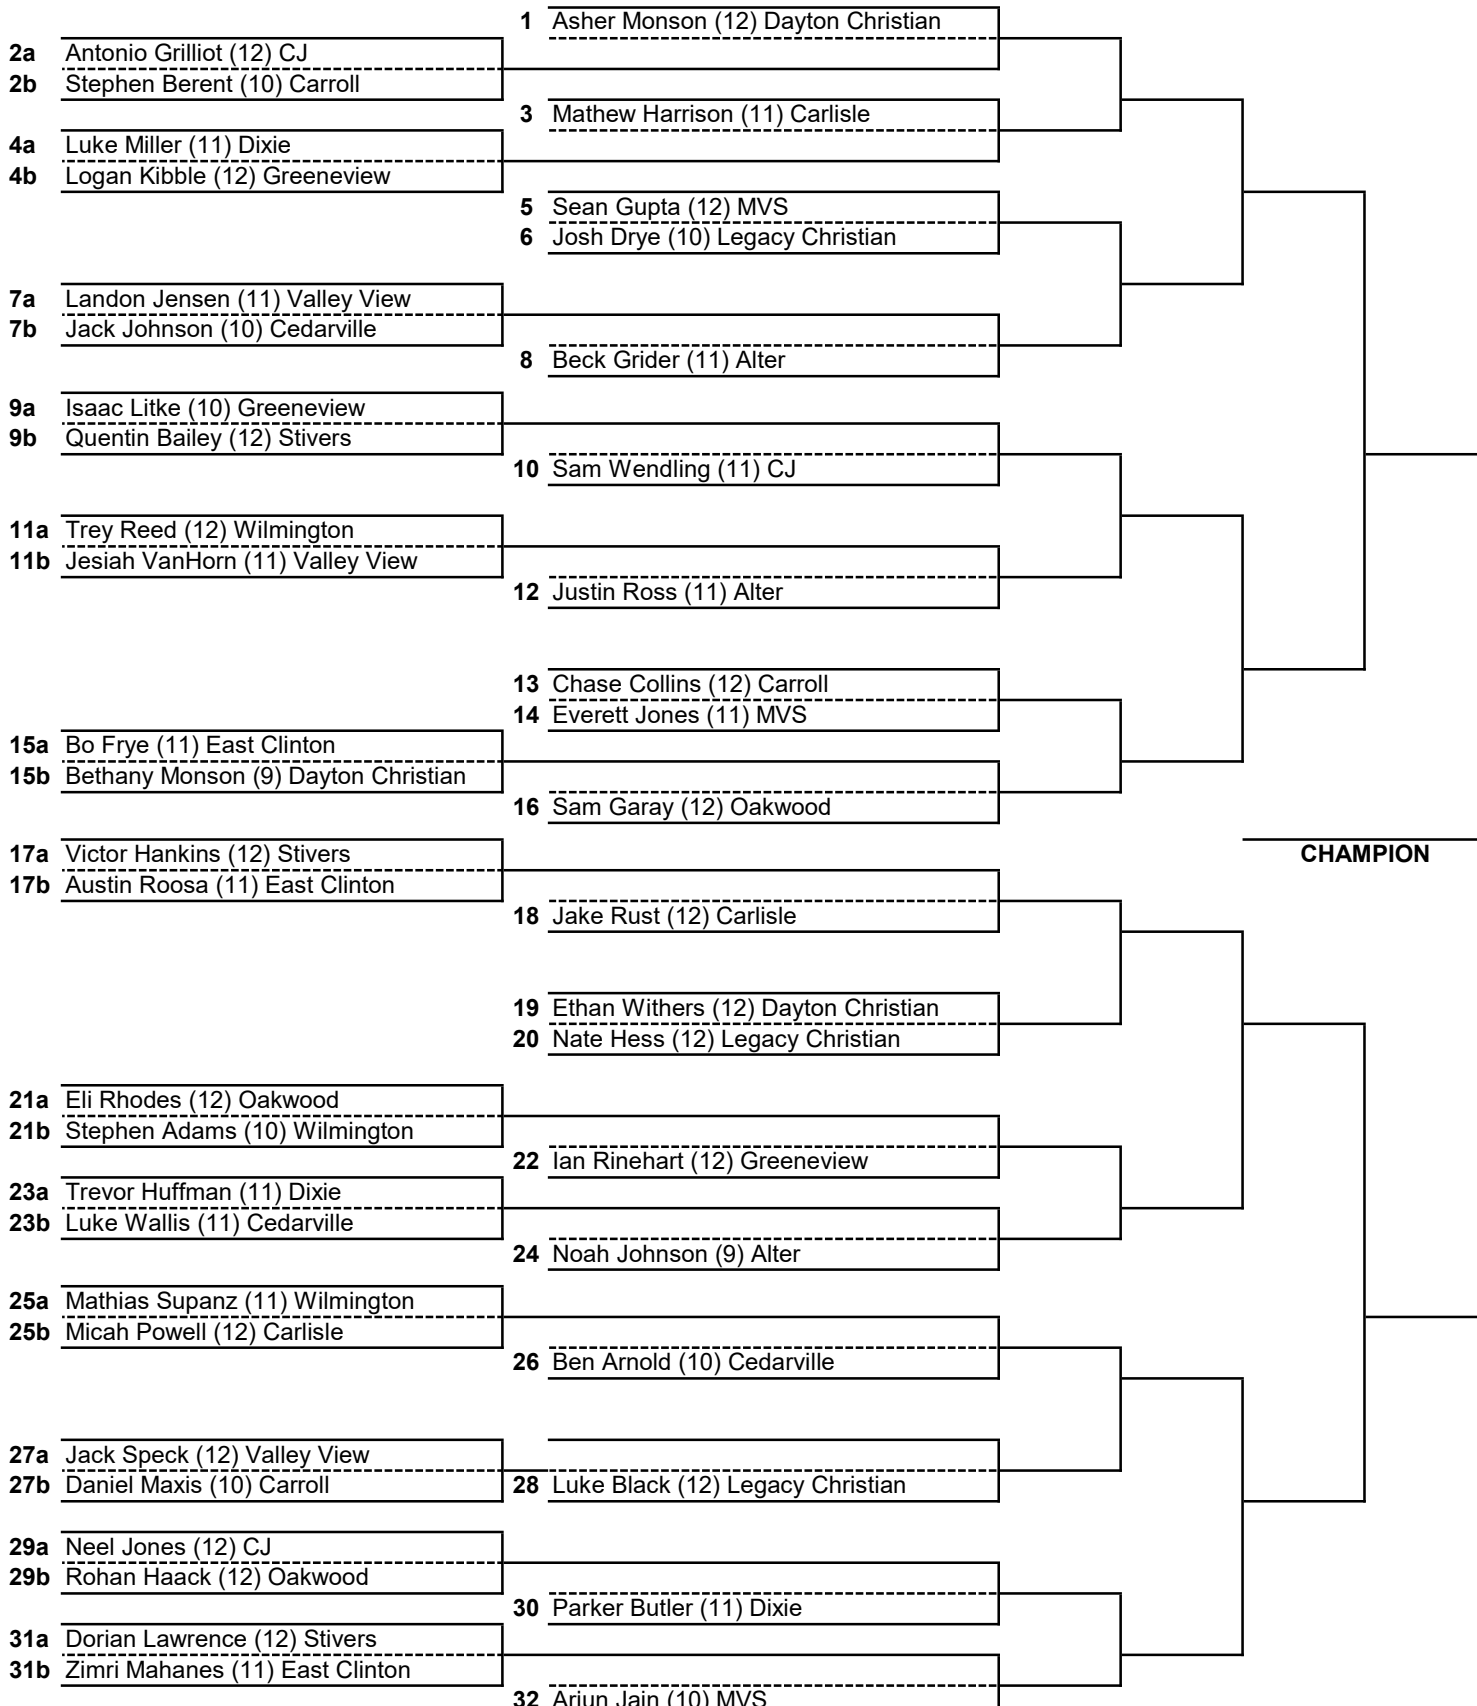 1 Asher Monson (12) Dayton Christian
2a Antonio Grilliot (12) CJ
2b Stephen Berent (10) Carroll
3 Mathew Harrison (11) Carlisle
4a Luke Miller (11) Dixie
4b Logan Kibble (12) Greeneview
5 Sean Gupta (12) MVS
6 Josh Drye (10) Legacy Christian
7a Landon Jensen (11) Valley View
7b Jack Johnson (10) Cedarville
8 Beck Grider (11) Alter
9a Isaac Litke (10) Greeneview
9b Quentin Bailey (12) Stivers
10 Sam Wendling (11) CJ
11a Trey Reed (12) Wilmington
11b Jesiah VanHorn (11) Valley View
12 Justin Ross (11) Alter
13 Chase Collins (12) Carroll
14 Everett Jones (11) MVS
15a Bo Frye (11) East Clinton
15b Bethany Monson (9) Dayton Christian
16 Sam Garay (12) Oakwood
17a Victor Hankins (12) Stivers
CHAMPION
17b Austin Roosa (11) East Clinton
18 Jake Rust (12) Carlisle
19 Ethan Withers (12) Dayton Christian
20 Nate Hess (12) Legacy Christian
21a Eli Rhodes (12) Oakwood
21b Stephen Adams (10) Wilmington
22 Ian Rinehart (12) Greeneview
23a Trevor Huffman (11) Dixie
23b Luke Wallis (11) Cedarville
24 Noah Johnson (9) Alter
25a Mathias Supanz (11) Wilmington
25b Micah Powell (12) Carlisle
26 Ben Arnold (10) Cedarville
27a Jack Speck (12) Valley View
27b Daniel Maxis (10) Carroll
28 Luke Black (12) Legacy Christian
29a Neel Jones (12) CJ
29b Rohan Haack (12) Oakwood
30 Parker Butler (11) Dixie
31a Dorian Lawrence (12) Stivers
31b Zimri Mahanes (11) East Clinton
32 Arjun Jain (10) MVS